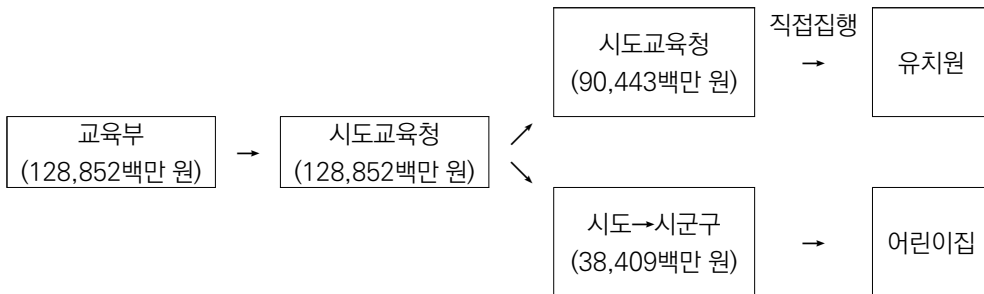 교육부
(128,852백만 원)
→
시도교육청
(128,852백만 원)
↗
↘
시도교육청
(90,443백만 원)
직접집행
→
유치원
시도→시군구
(38,409백만 원)
→
어린이집